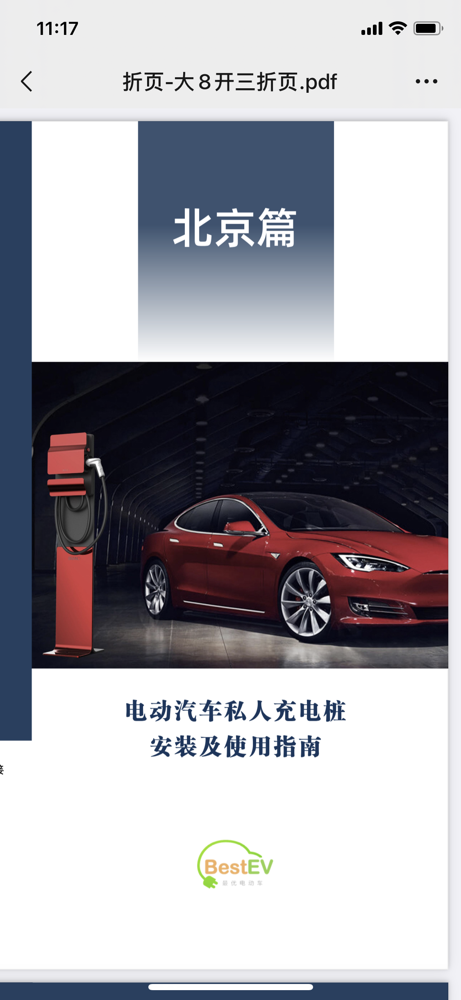 11:17
折页-大８开三折页.pdf
北京篇
电动汽车私人充电桩
安装及使用指南
接
BestEV
最优电动车